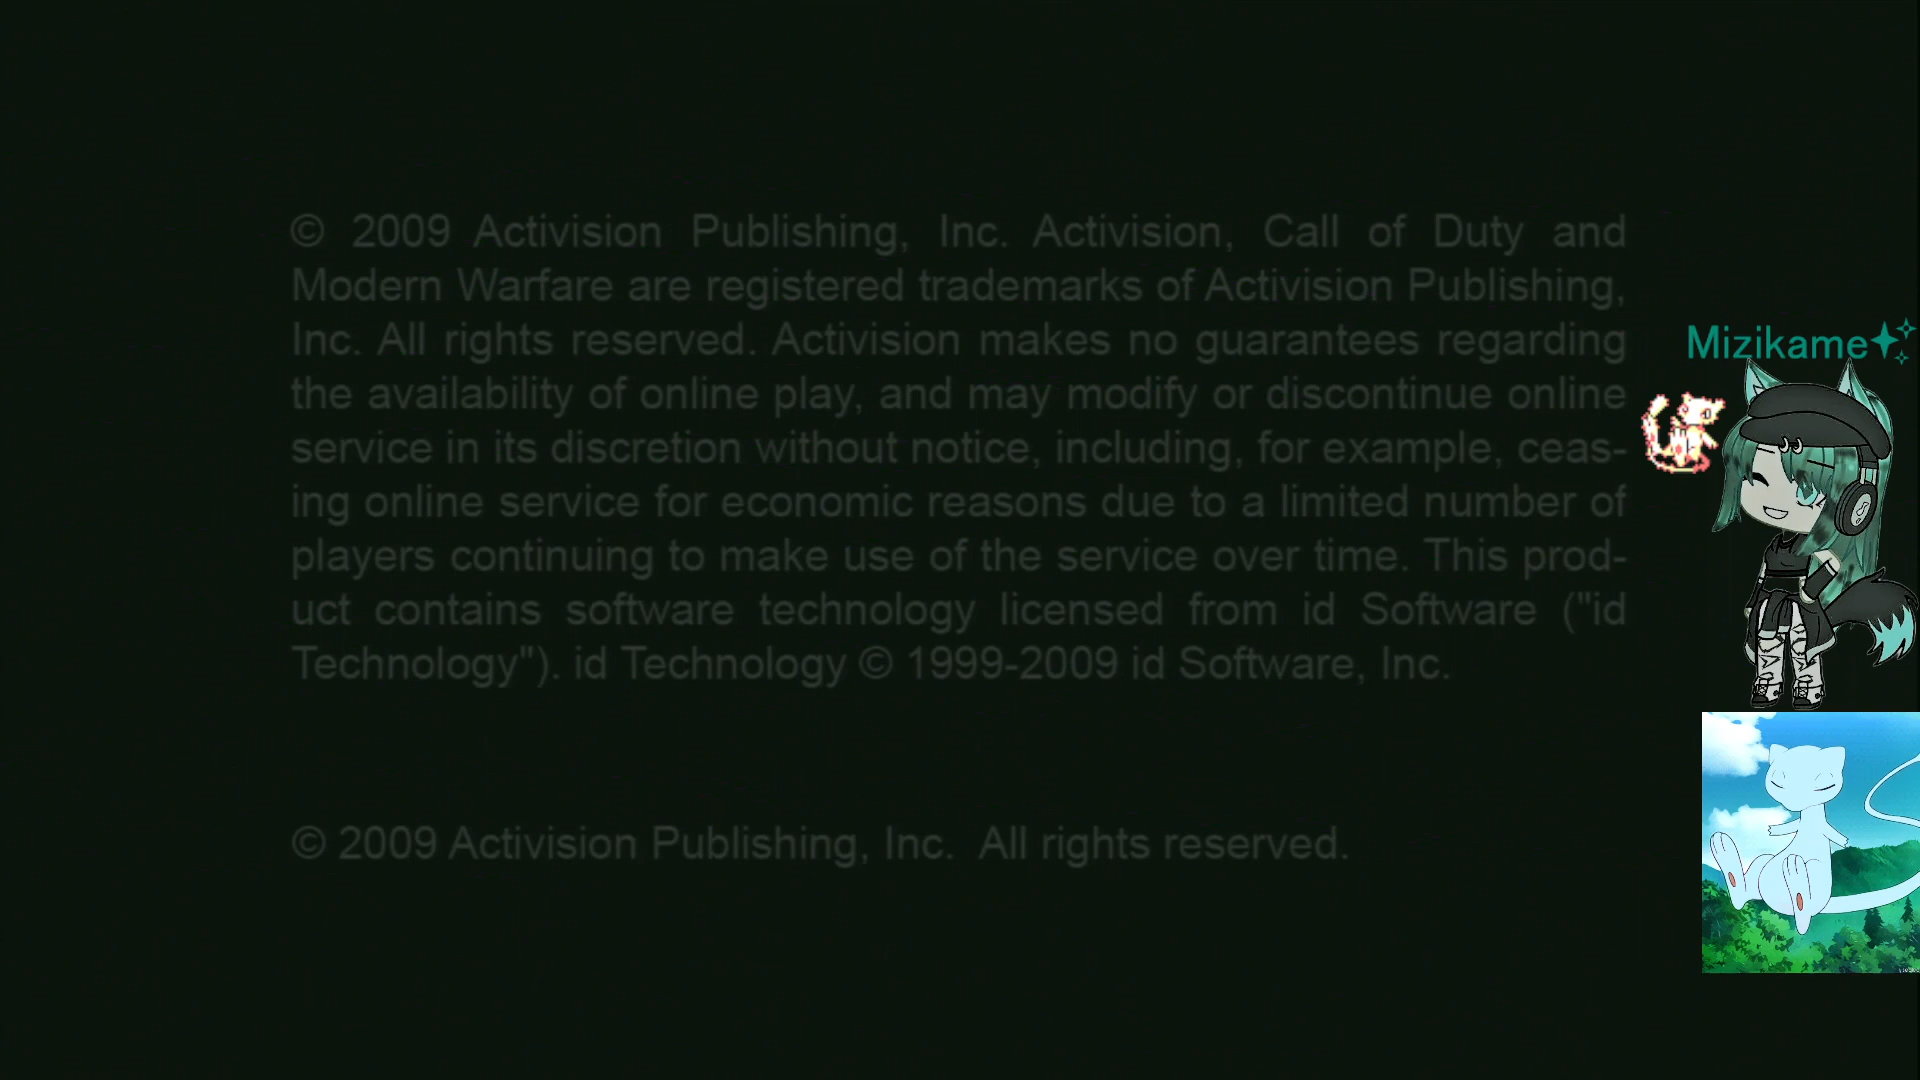 © 2009 Activision Publishing, Inc. Activision, Call of Duty and
Modern Warfare are registered trademarks of Activision Publishing,
Inc. All rights reserved. Activision makes no guarantees regarding
the availability of online play, and may modify or discontinue online
service in its discretion without notice, including, for example, ceas-
ing online service for economic reasons due to a limited number of
players continuing to make use of the service over time. This prod-
uct contains software technology licensed from id Software ("id
Technology"). id Technology © 1999-2009 id Software, Inc.
© 2009 Activision Publishing, Inc.  All rights reserved.
Mizikame